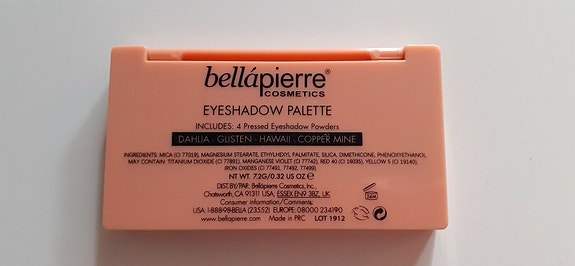 bellápierre®
COSMETICS
EYESHADOW PALETTE
INCLUDES: 4 Pressed Eyeshadow Powders
DAHLIA · GLISTEN · HAWAII · COPPER MINE
INGREDIENTS: MICA (CI 77019), MAGNESIUM STEARATE, ETHYLHDYL PALMITATE, SILICA, DIMETHICONE, PHENOXYETHANOL.
MAY CONTAIN: TITANIUM DIOXIDE (CI 77891), MANGANESE VIOLET (CI 77742), RED 40 (CI 16035), YELLOW 5 (CI 19140),
IRON OXIDES (CI 77491, 77492, 77499)
NT WT. 7.2G/0.32 OZ ℮
DIST. BY/PAR: Bellápierre Cosmetics, Inc.,
Chatsworth, CA 91311 USA, ESSEX EN9 3BZ, UK
Consumer information/Comments:
USA: 1-888-98-BELLA (23552) EUROPE: 08000 234190
www.bellapierre.com Made in PRC LOT 1912
24M